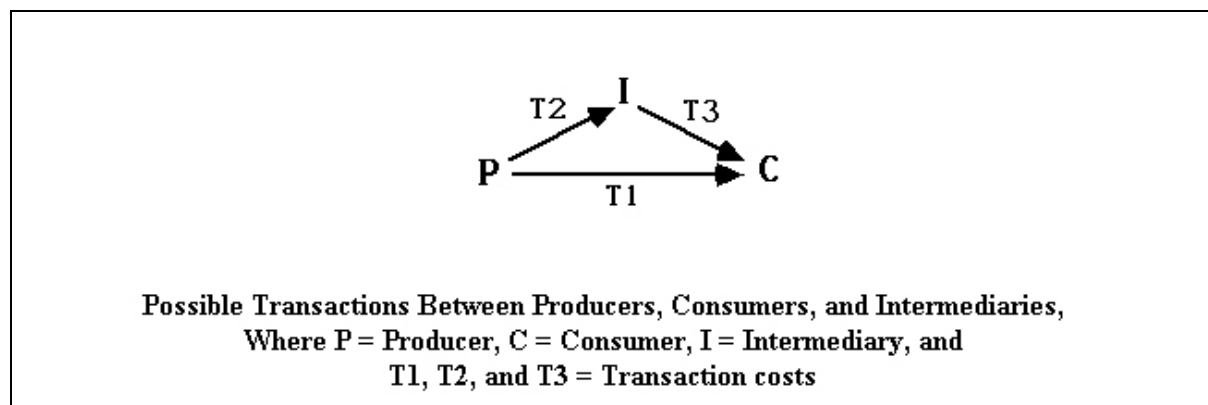 I
T2
T3
P
C
T1
Possible Transactions Between Producers, Consumers, and Intermediaries,
Where P = Producer, C = Consumer, I = Intermediary, and
T1, T2, and T3 = Transaction costs